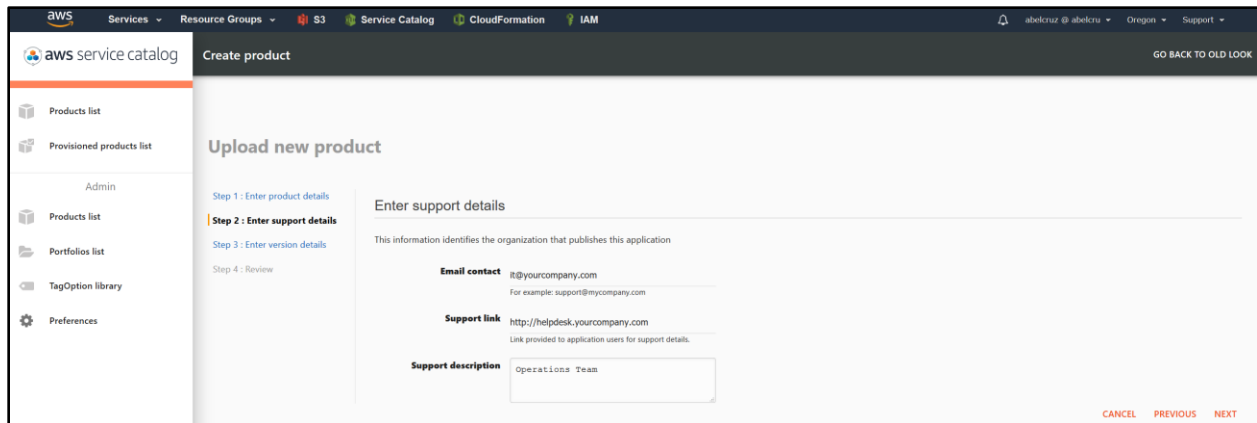 aws Services Resource Groups S3 Service Catalog CloudFormation IAM abelcruz @ abelcru Oregon Support
aws service catalog Create product GO BACK TO OLD LOOK
Products list
Provisioned products list
Admin
Products list
Portfolios list
TagOption library
Preferences
Upload new product
Step 1 : Enter product details
Step 2 : Enter support details
Step 3 : Enter version details
Step 4 : Review
Enter support details
This information identifies the organization that publishes this application
Email contact it@yourcompany.com
For example: support@mycompany.com
Support link http://helpdesk.yourcompany.com
Link provided to application users for support details.
Support description Operations Team
CANCEL PREVIOUS NEXT